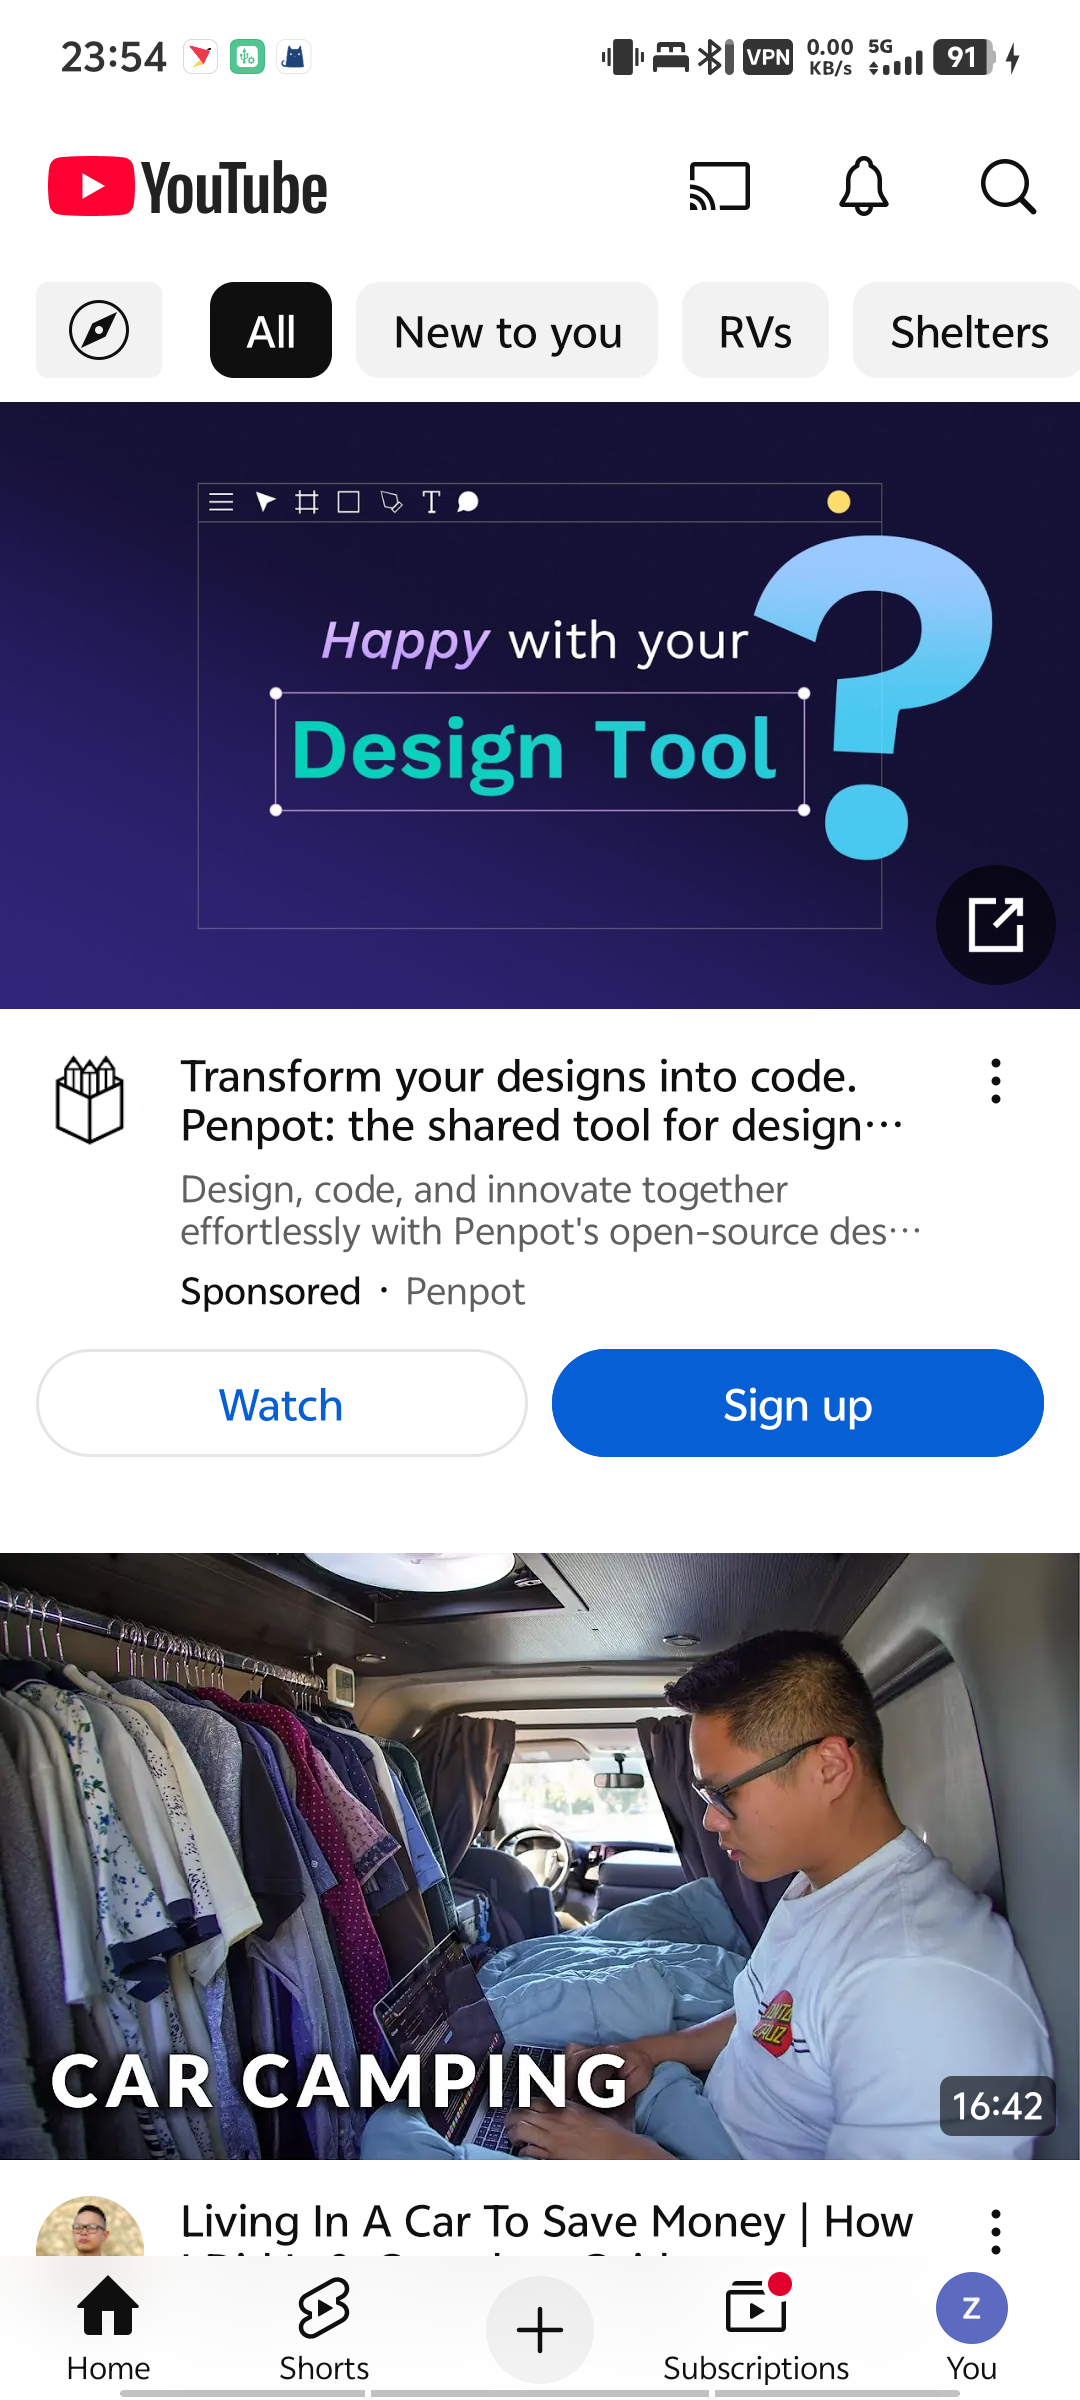 23:54
VPN
0.00
KB/s
5G
91
YouTube
All
New to you
RVs
Shelters
T
Happy with your
Design Tool
?
Transform your designs into code.
Penpot: the shared tool for design...
Design, code, and innovate together
effortlessly with Penpot's open-source des...
Sponsored · Penpot
Watch
Sign up
CAR CAMPING
16:42
Living In A Car To Save Money | How
Home
Shorts
Subscriptions
Z
You